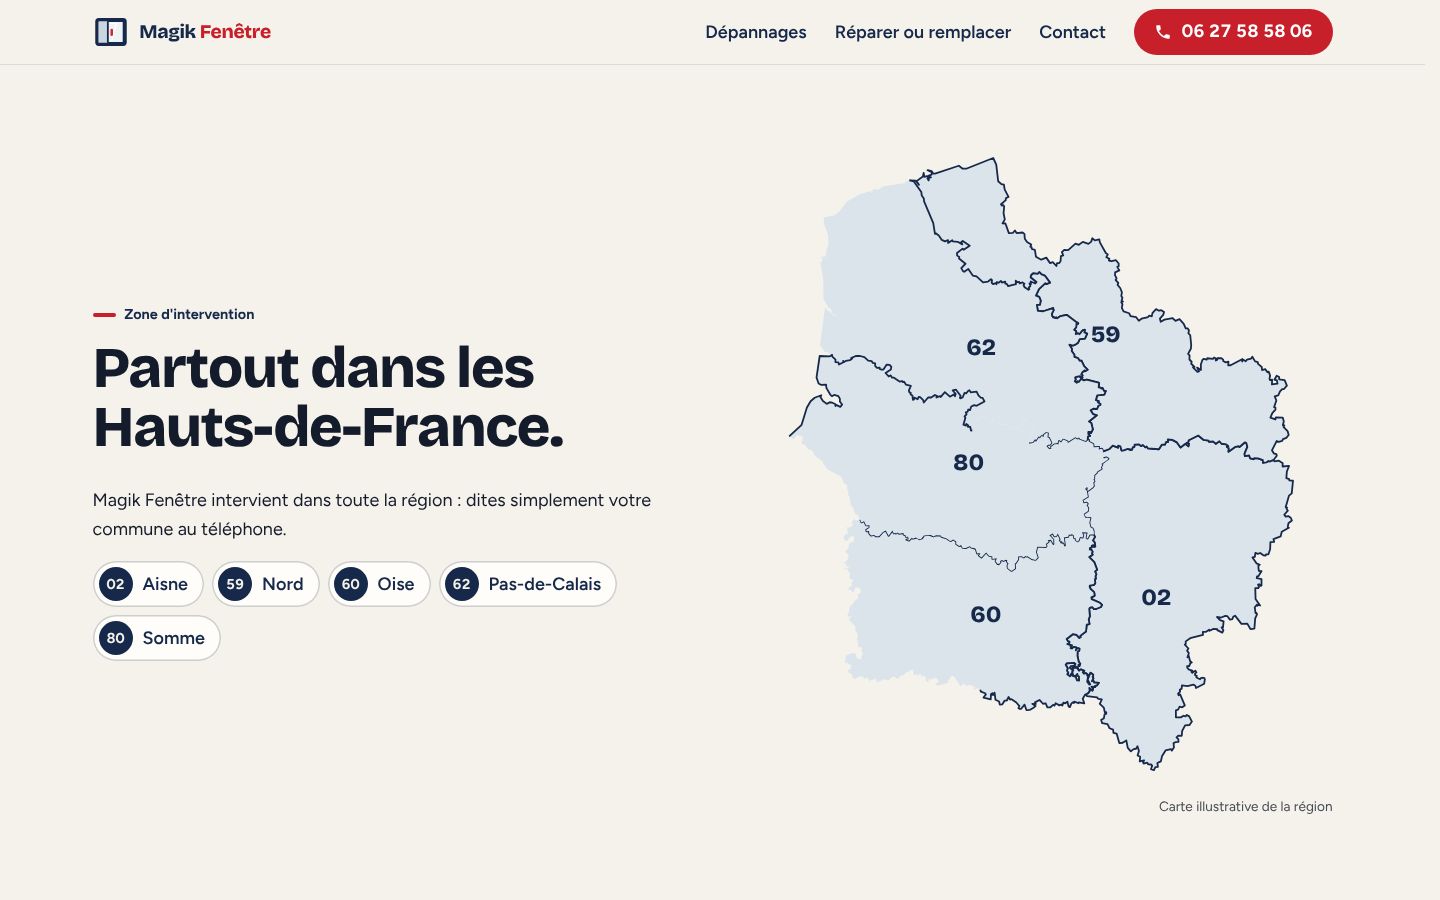 Magik Fenêtre
Dépannages
Réparer ou remplacer
Contact
06 27 58 58 06
Zone d'intervention
Partout dans les
Hauts-de-France.
Magik Fenêtre intervient dans toute la région : dites simplement votre
commune au téléphone.
02 Aisne
59 Nord
60 Oise
62 Pas-de-Calais
80 Somme
62
59
80
60
02
Carte illustrative de la région